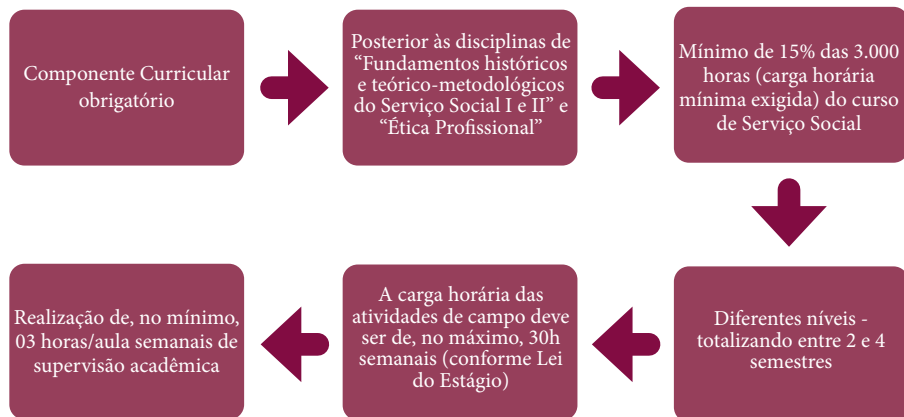 Componente Curricular
obrigatório
Posterior às disciplinas de
“Fundamentos históricos
e teórico-metodológicos
do Serviço Social I e II” e
“Ética Profissional”
Mínimo de 15% das 3.000
horas (carga horária
mínima exigida) do curso
de Serviço Social
Diferentes níveis -
totalizando entre 2 e 4
semestres
A carga horária das
atividades de campo deve
ser de, no máximo, 30h
semanais (conforme Lei
do Estágio)
Realização de, no mínimo,
03 horas/aula semanais de
supervisão acadêmica